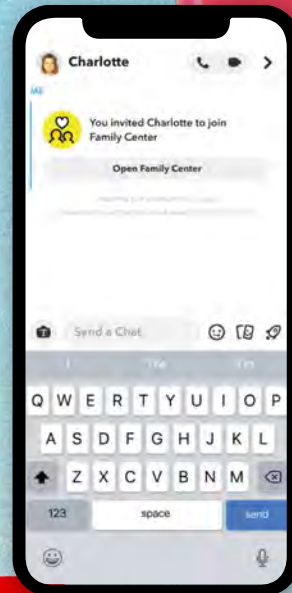 Charlotte
ME
You invited Charlotte to join
Family Center
Open Family Center
Send a Chat
I The I'm
Q W E R T Y U I O P
A S D F G H J K L
Z X C V B N M
123 space send